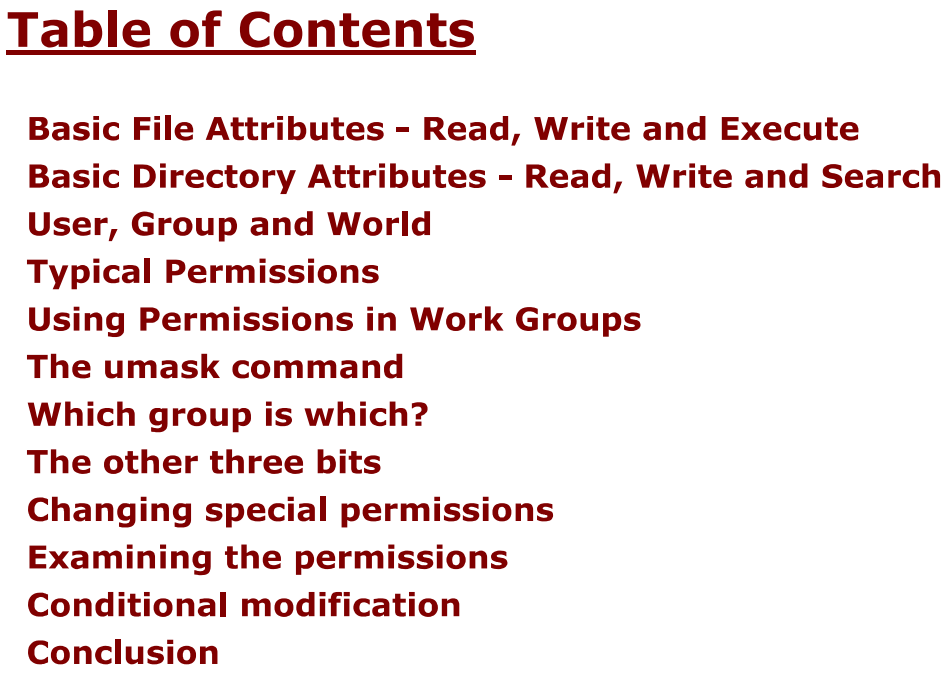 Table of Contents
Basic File Attributes - Read, Write and Execute
Basic Directory Attributes - Read, Write and Search
User, Group and World
Typical Permissions
Using Permissions in Work Groups
The umask command
Which group is which?
The other three bits
Changing special permissions
Examining the permissions
Conditional modification
Conclusion